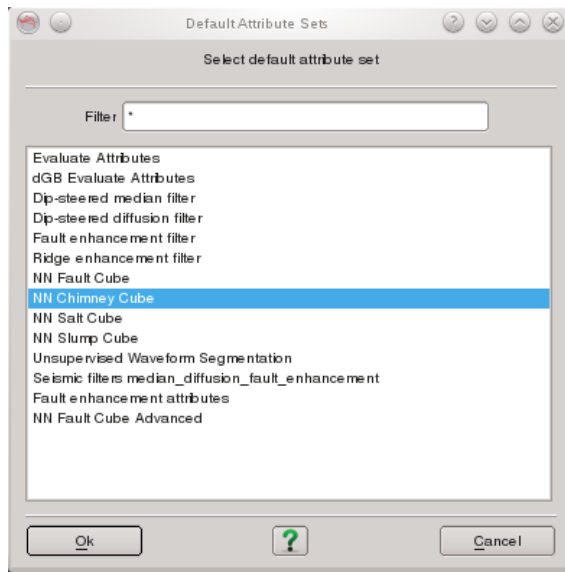 Default Attribute Sets
Select default attribute set
Filter *
Evaluate Attributes
dGB Evaluate Attributes
Dip-steered median filter
Dip-steered diffusion filter
Fault enhancement filter
Ridge enhancement filter
NN Fault Cube
NN Chimney Cube
NN Salt Cube
NN Slump Cube
Unsupervised Waveform Segmentation
Seismic filters median_diffusion_fault_enhancement
Fault enhancement attributes
NN Fault Cube Advanced
Ok ? Cancel